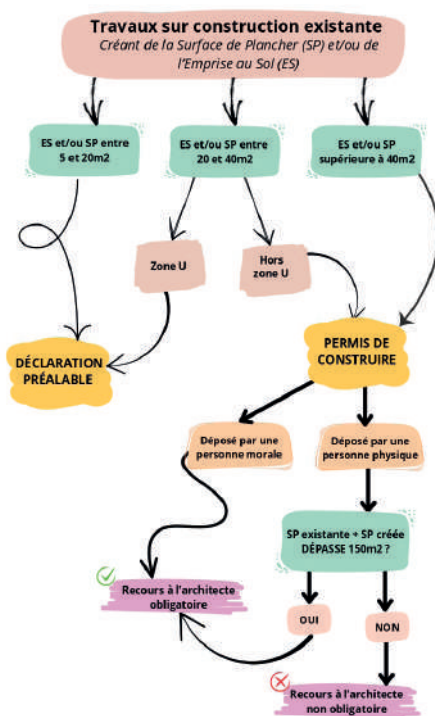 Travaux sur construction existante
Créant de la Surface de Plancher (SP) et/ou de
l'Emprise au Sol (ES)
ES et/ou SP entre
5 et 20m2
ES et/ou SP entre
20 et 40m2
ES et/ou SP
supérieure à 40m2
Zone U
Hors
zone U
DÉCLARATION
PRÉALABLE
PERMIS DE
CONSTRUIRE
Déposé par une
personne morale
Déposé par une
personne physique
SP existante + SP créée
DÉPASSE 150m2 ?
Recours à l'architecte
obligatoire
OUI
NON
Recours à l'architecte
non obligatoire